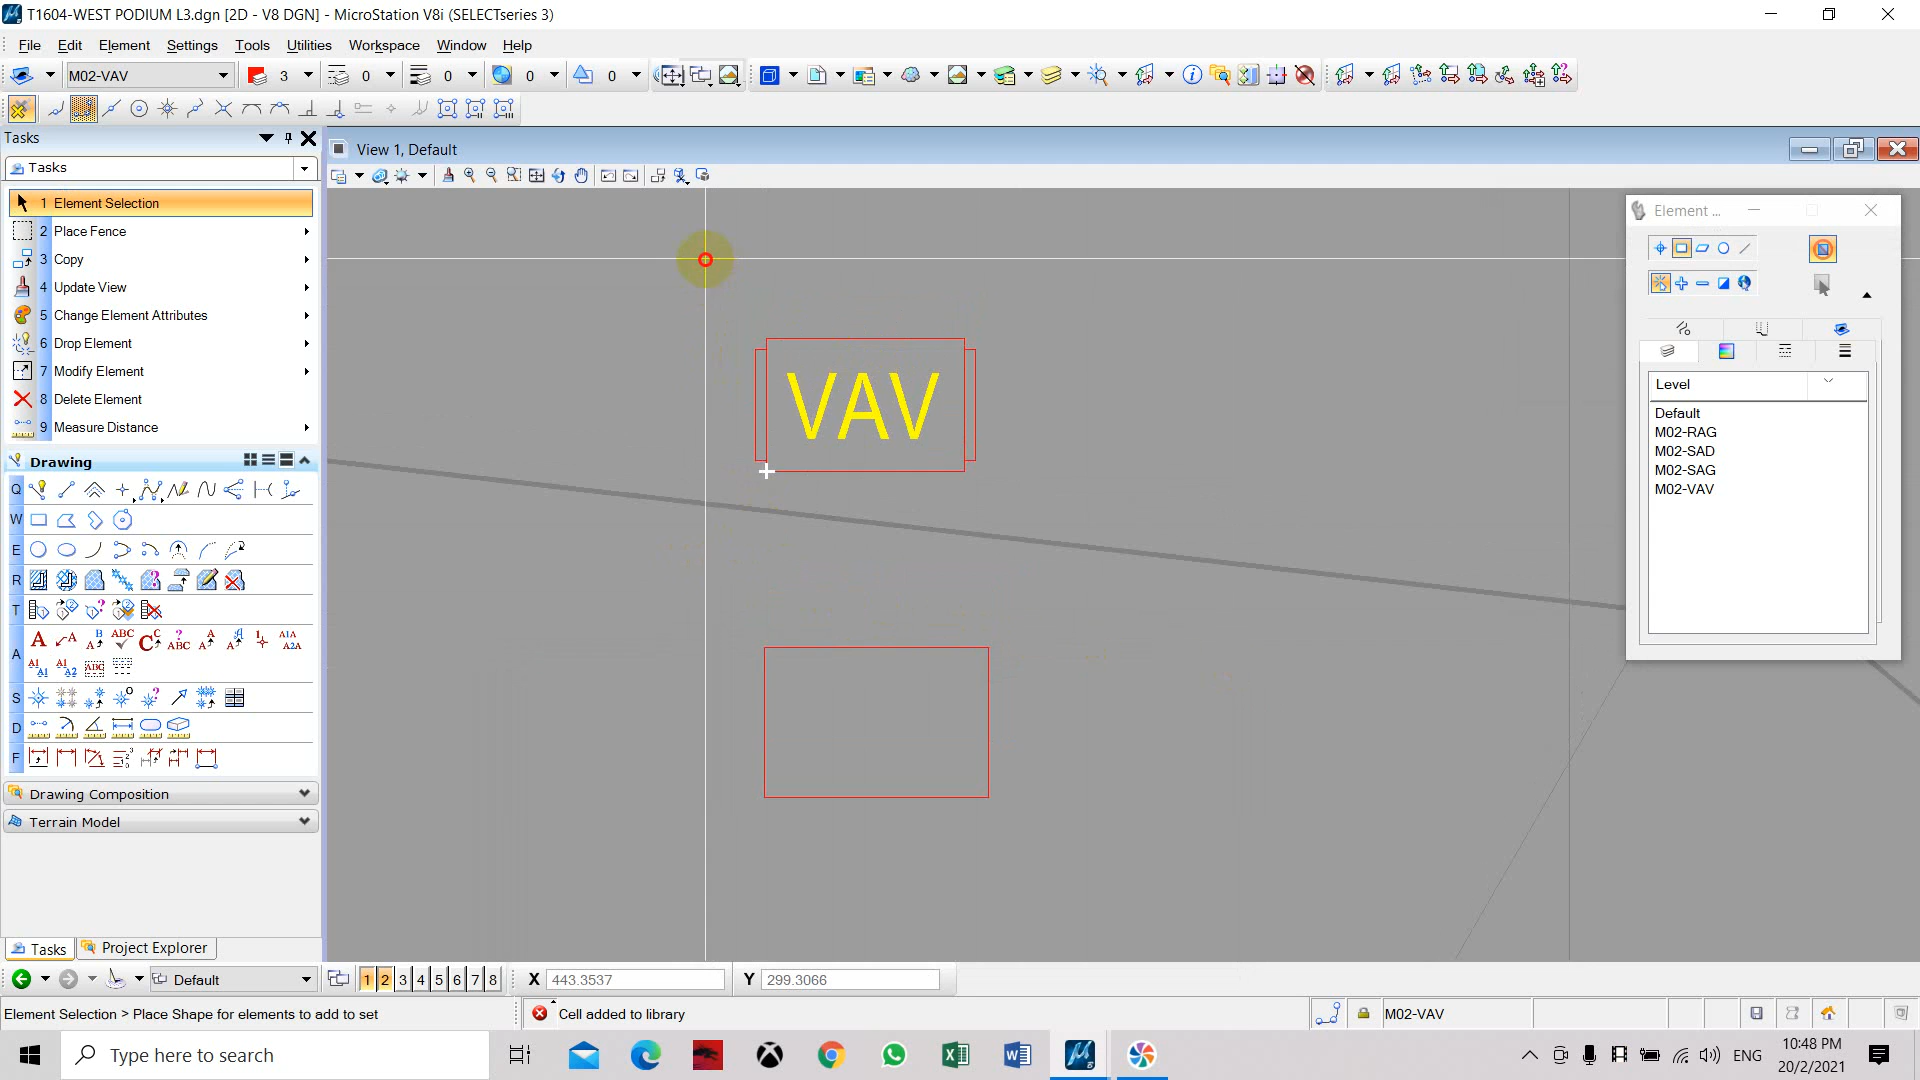 T1604-WEST PODIUM L3.dgn [2D - V8 DGN] - MicroStation V8i (SELECTseries 3)
File Edit Element Settings Tools Utilities Workspace Window Help
M02-VAV 3 0 0 0 0
Tasks
View 1, Default
Tasks
1 Element Selection
2 Place Fence
3 Copy
4 Update View
5 Change Element Attributes
6 Drop Element
7 Modify Element
8 Delete Element
9 Measure Distance
Drawing
Q
W
E
R
T
A
S
D
F
Drawing Composition
Terrain Model
VAV
Element ...
Level
Default
M02-RAG
M02-SAD
M02-SAG
M02-VAV
Tasks Project Explorer
Default 1 2 3 4 5 6 7 8 X 443.3537 Y 299.3066
Element Selection > Place Shape for elements to add to set Cell added to library M02-VAV
Type here to search
ENG
10:48 PM
20/2/2021